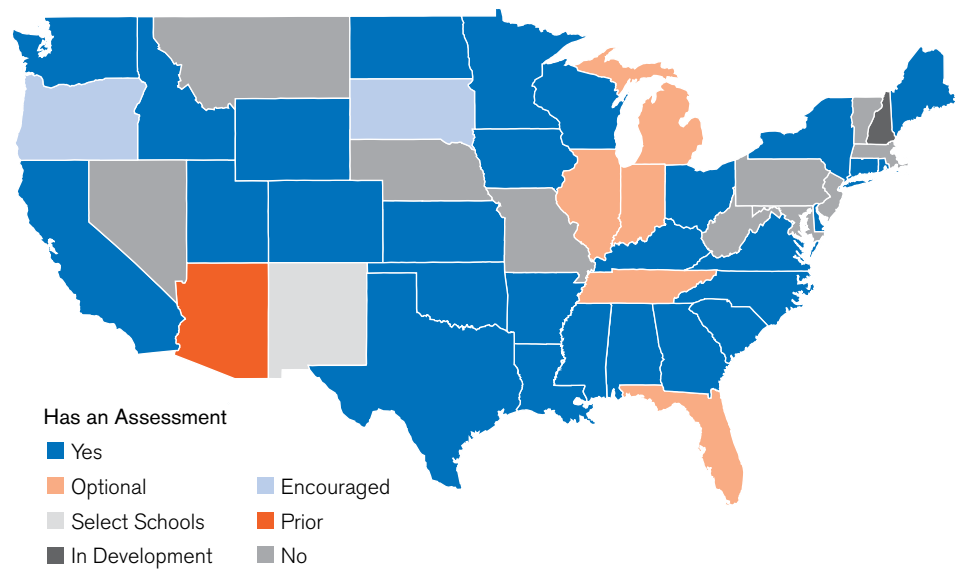 Has an Assessment
Yes
Optional
Encouraged
Select Schools
Prior
In Development
No